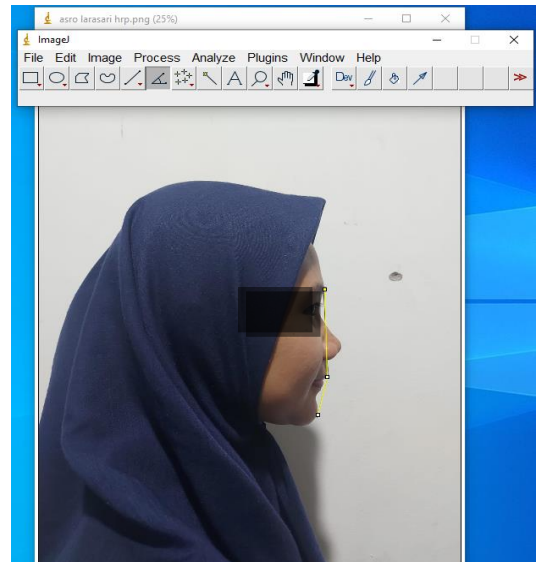 asro larasari hrp.png (25%)
ImageJ
File Edit Image Process Analyze Plugins Window Help
A Dev